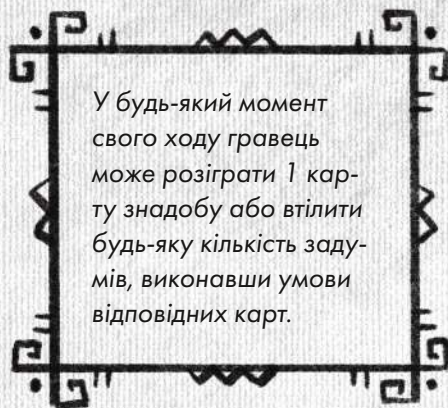 У будь-який момент
свого ходу гравець
може розіграти 1 кар-
ту знадобу або втілити
будь-яку кількість заду-
мів, виконавши умови
відповідних карт.